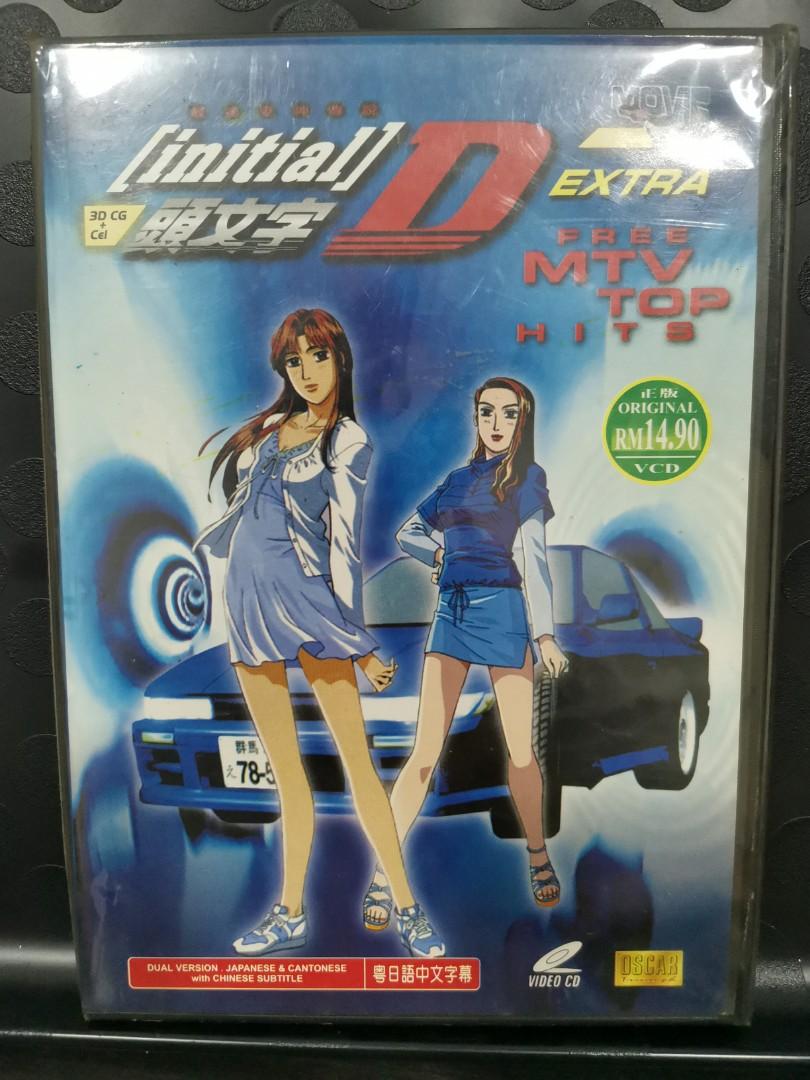 MOVIE
[initial] D
EXTRA
3D CG
+
Cel
頭文字
FREE
MTV
TOP
HITS
正版
ORIGINAL
RM14.90
VCD
群馬
え 78-5
DUAL VERSION . JAPANESE & CANTONESE
with CHINESE SUBTITLE
粵日語中文字幕
VIDEO CD
OSCAR